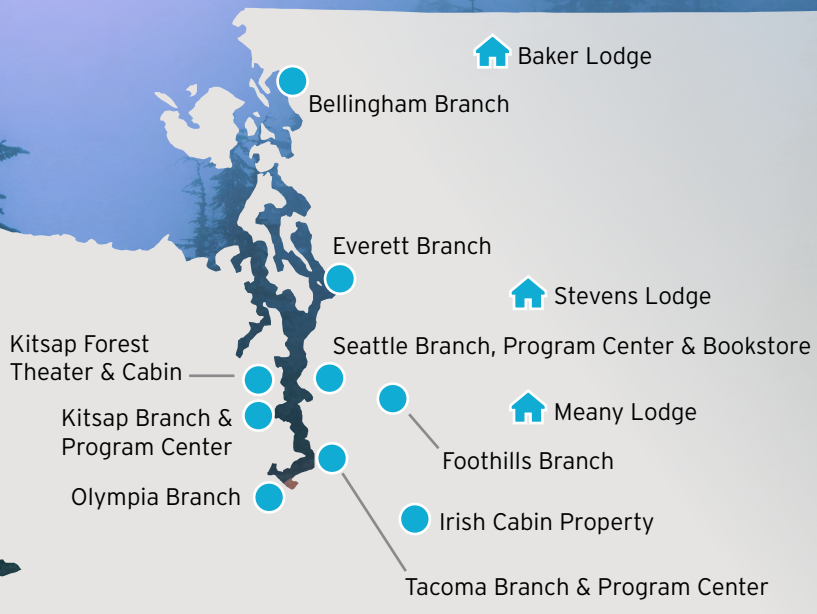 Baker Lodge
Bellingham Branch
Everett Branch
Stevens Lodge
Seattle Branch, Program Center & Bookstore
Kitsap Forest
Theater & Cabin
Kitsap Branch &
Program Center
Meany Lodge
Foothills Branch
Olympia Branch
Irish Cabin Property
Tacoma Branch & Program Center